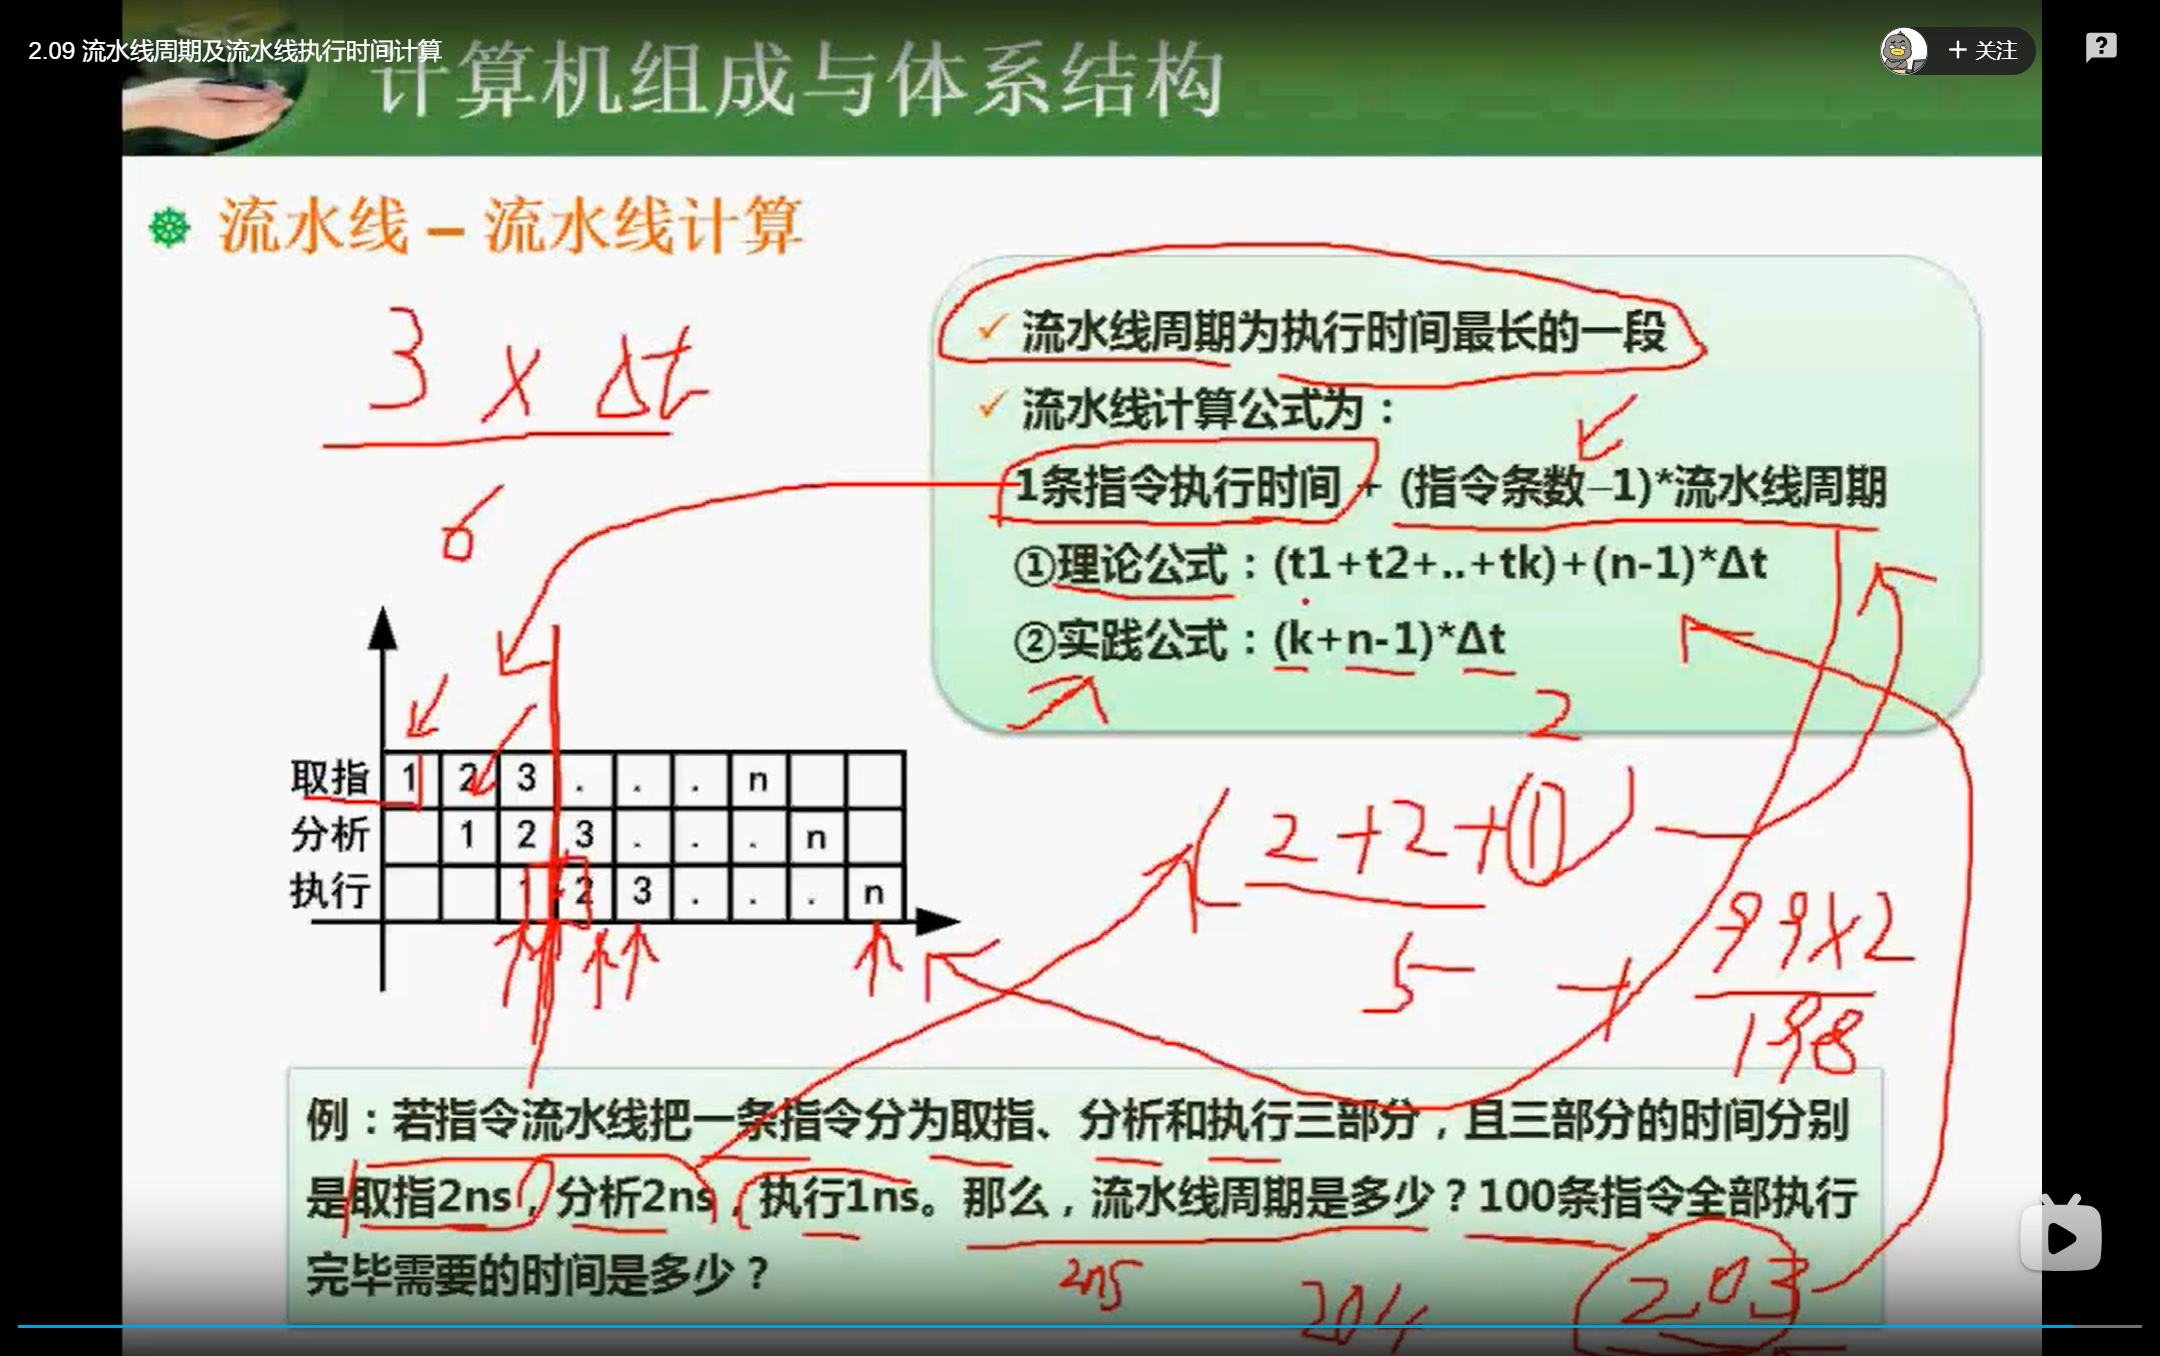 2.09 流水线周期及流水线执行时间计算
+ 关注
计算机组成与体系结构
流水线 – 流水线计算
3 × Δt
6
✓ 流水线周期为执行时间最长的一段
✓ 流水线计算公式为：
1条指令执行时间 + (指令条数–1)*流水线周期
①理论公式：(t1+t2+..+tk)+(n-1)*Δt
②实践公式：(k+n-1)*Δt
2
取指 1 2 3 . . . n
分析 1 2 3 . . . n
执行 1 2 3 . . . n
(2+2+1)
5
+
99×2
198
例：若指令流水线把一条指令分为取指、分析和执行三部分，且三部分的时间分别
是取指2ns，分析2ns，执行1ns。那么，流水线周期是多少？100条指令全部执行
完毕需要的时间是多少？
2ns
204
203